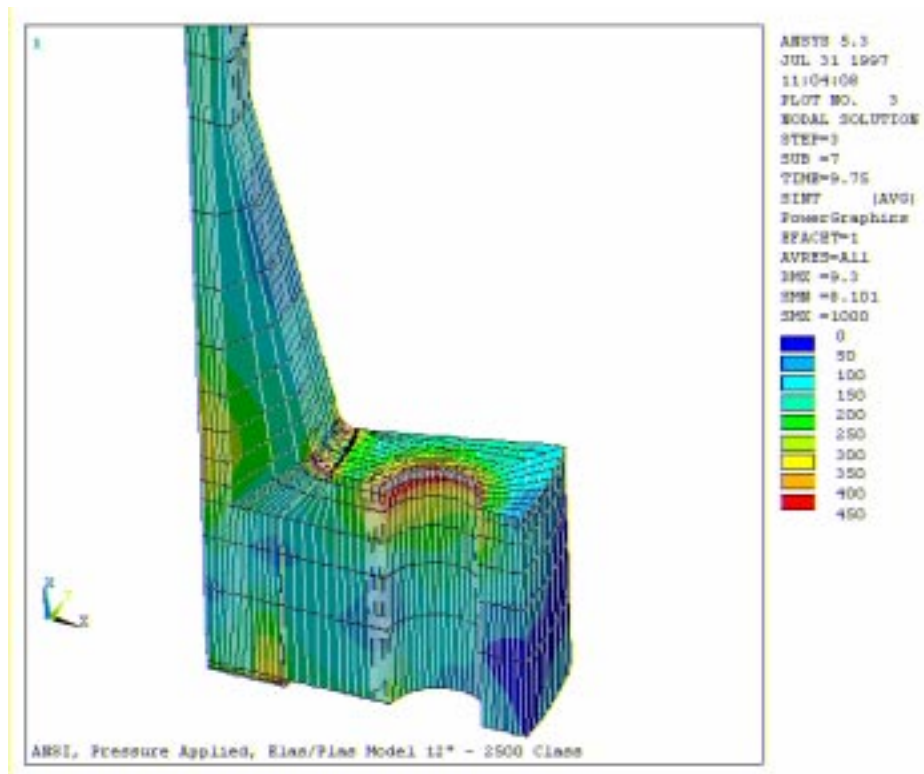 1
ANSYS 5.3
JUL 31 1997
11:04:08
PLOT NO. 3
NODAL SOLUTION
STEP=3
SUB =7
TIME=9.75
SINT (AVG)
PowerGraphics
EFACET=1
AVRES=All
DMX =9.3
SMN =8.101
SMX =1000
0
50
100
150
200
250
300
350
400
450
Z
Y
X
ANSI, Pressure Applied, Elas/Plas Model 12" - 2500 Class